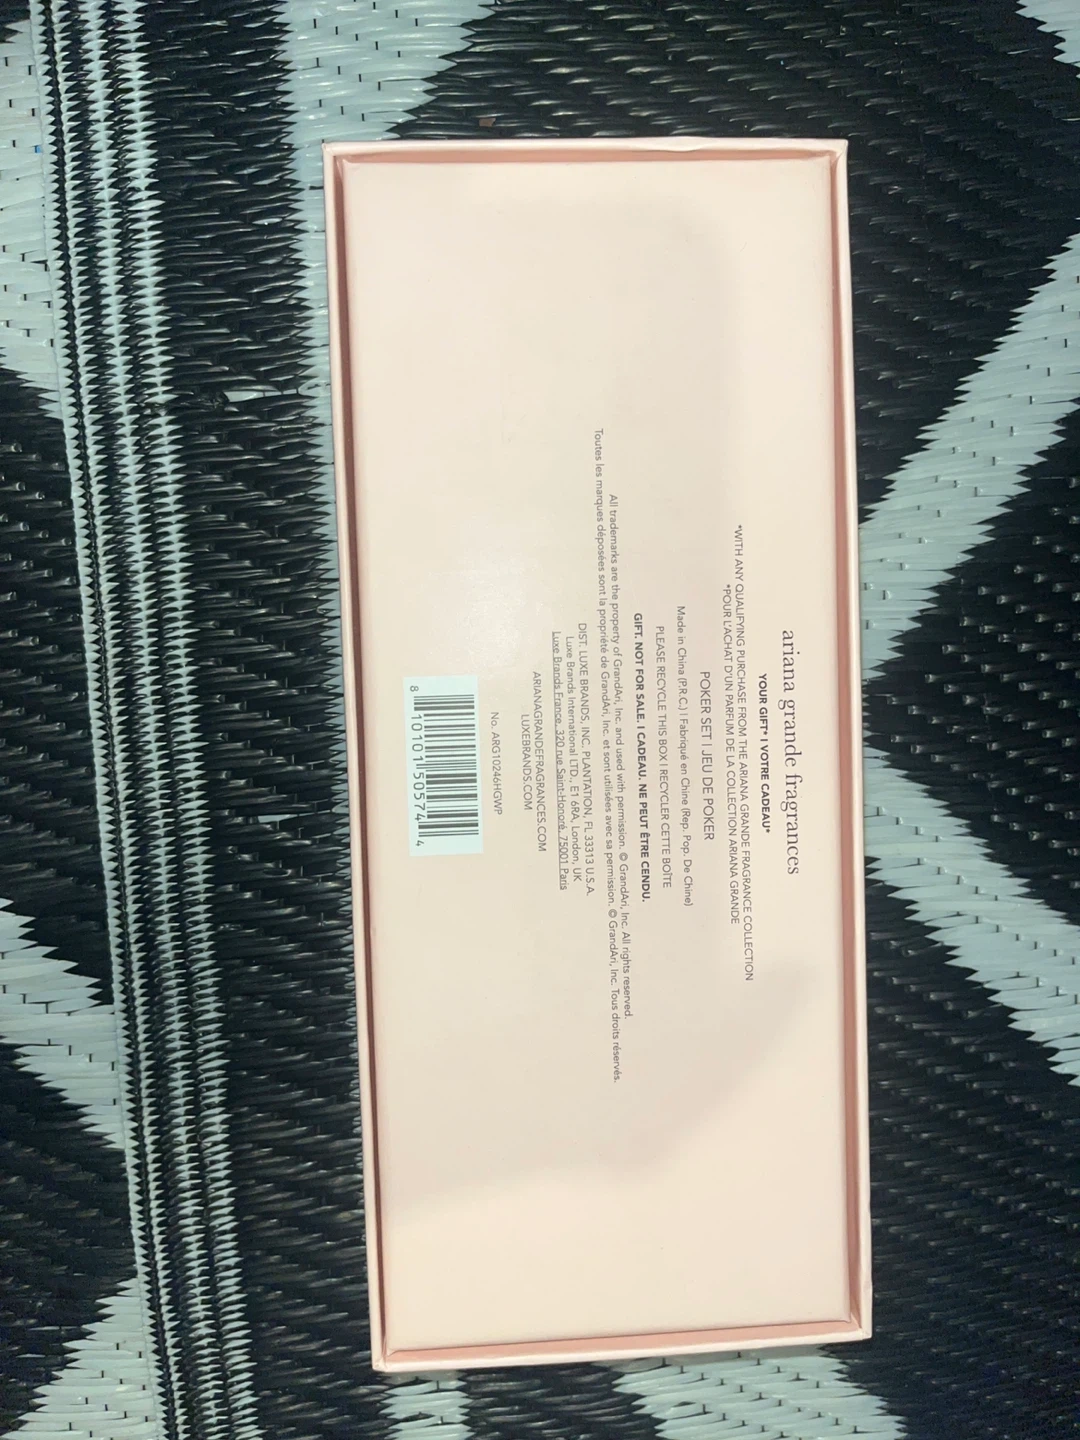 ariana grande fragrances
YOUR GIFT* | VOTRE CADEAU*
*WITH ANY QUALIFYING PURCHASE FROM THE ARIANA GRANDE FRAGRANCE COLLECTION
*POUR L'ACHAT D'UN PARFUM DE LA COLLECTION ARIANA GRANDE
POKER SET | JEU DE POKER
Made in China (P.R.C.) | Fabriqué en Chine (Rep. Pop. De Chine)
PLEASE RECYCLE THIS BOX | RECYCLER CETTE BOÎTE
GIFT. NOT FOR SALE. | CADEAU. NE PEUT ÊTRE CENDU.
All trademarks are the property of GrandAri, Inc. and used with permission. © GrandAri, Inc. All rights reserved.
Toutes les marques déposées sont la propriété de GrandAri, Inc. et sont utilisées avec sa permission. © GrandAri, Inc. Tous droits réservés.
DIST. LUXE BRANDS, INC. PLANTATION, FL 33313 U.S.A.
Luxe Brands International LTD., E1 6RA, London, UK
Luxe Brands France, 320 rue Saint-Honoré, 75001 Paris
ARIANAGRANDEFRAGRANCES.COM
LUXEBRANDS.COM
No. ARG10246HGWP
8 10101 50574 4